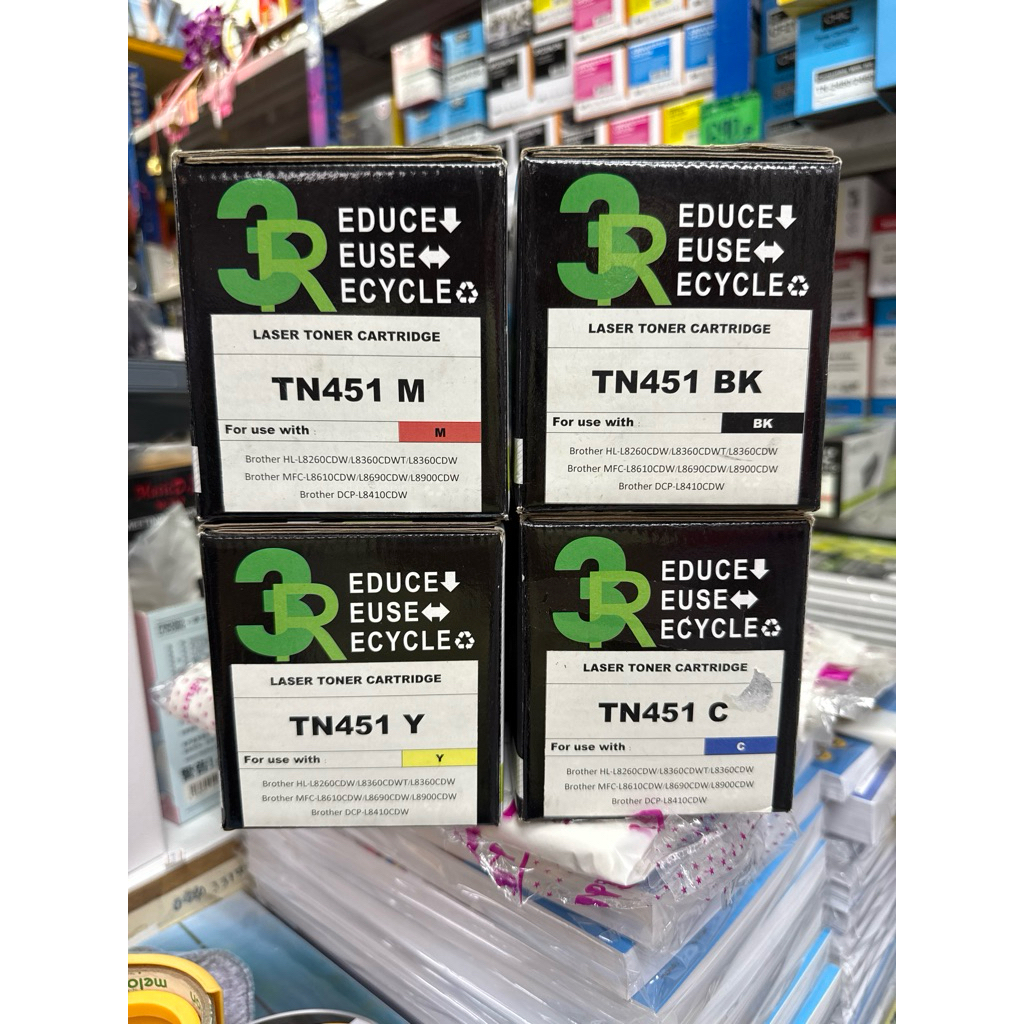 3R EDUCE
EUSE
ECYCLE
LASER TONER CARTRIDGE
TN451 M
For use with :
M
Brother HL-L8260CDW/L8360CDWT/L8360CDW
Brother MFC-L8610CDW/L8690CDW/L8900CDW
Brother DCP-L8410CDW
3R EDUCE
EUSE
ECYCLE
LASER TONER CARTRIDGE
TN451 BK
For use with :
BK
Brother HL-L8260CDW/L8360CDWT/L8360CDW
Brother MFC-L8610CDW/L8690CDW/L8900CDW
Brother DCP-L8410CDW
3R EDUCE
EUSE
ECYCLE
LASER TONER CARTRIDGE
TN451 Y
For use with :
Y
Brother HL-L8260CDW/L8360CDWT/L8360CDW
Brother MFC-L8610CDW/L8690CDW/L8900CDW
Brother DCP-L8410CDW
3R EDUCE
EUSE
ECYCLE
LASER TONER CARTRIDGE
TN451 C
For use with :
C
Brother HL-L8260CDW/L8360CDWT/L8360CDW
Brother MFC-L8610CDW/L8690CDW/L8900CDW
Brother DCP-L8410CDW